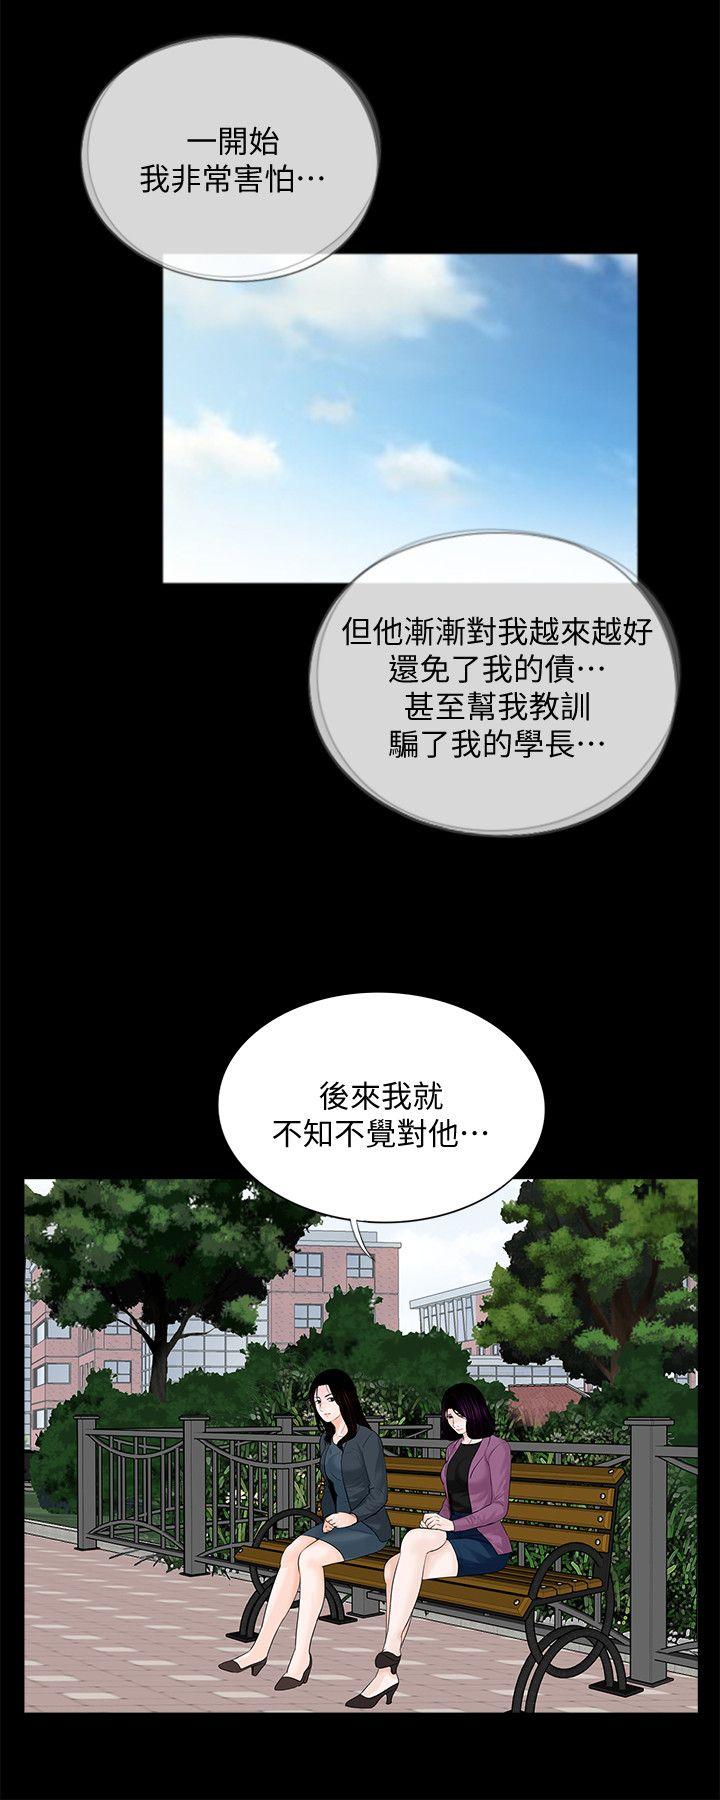 一開始
我非常害怕⋯
但他漸漸對我越來越好
還免了我的債⋯
甚至幫我教訓
騙了我的學長⋯
後來我就
不知不覺對他⋯